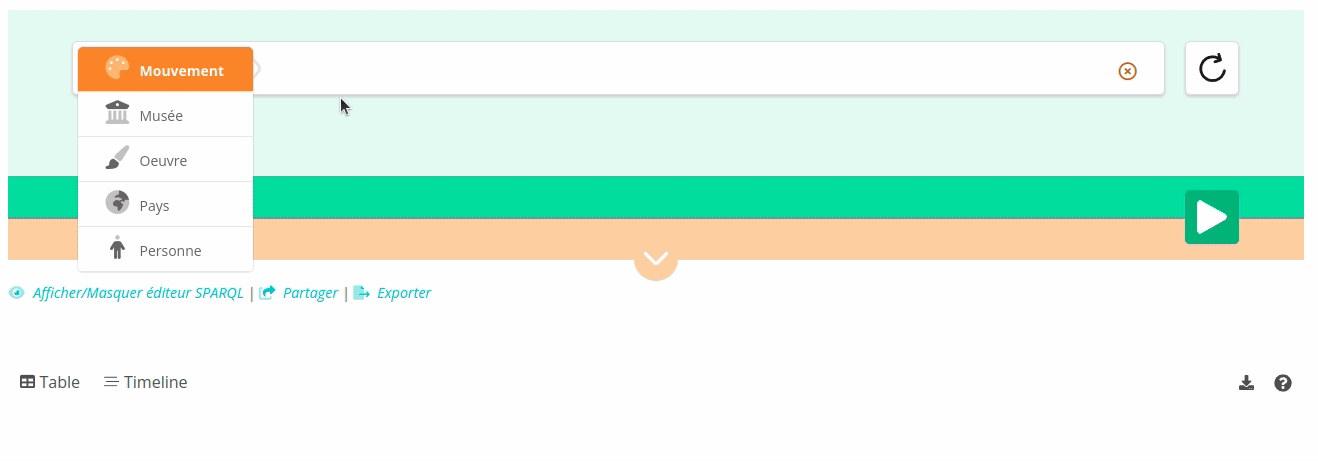 Mouvement
Musée
Oeuvre
Pays
Personne
Afficher/Masquer éditeur SPARQL | Partager | Exporter
Table Timeline